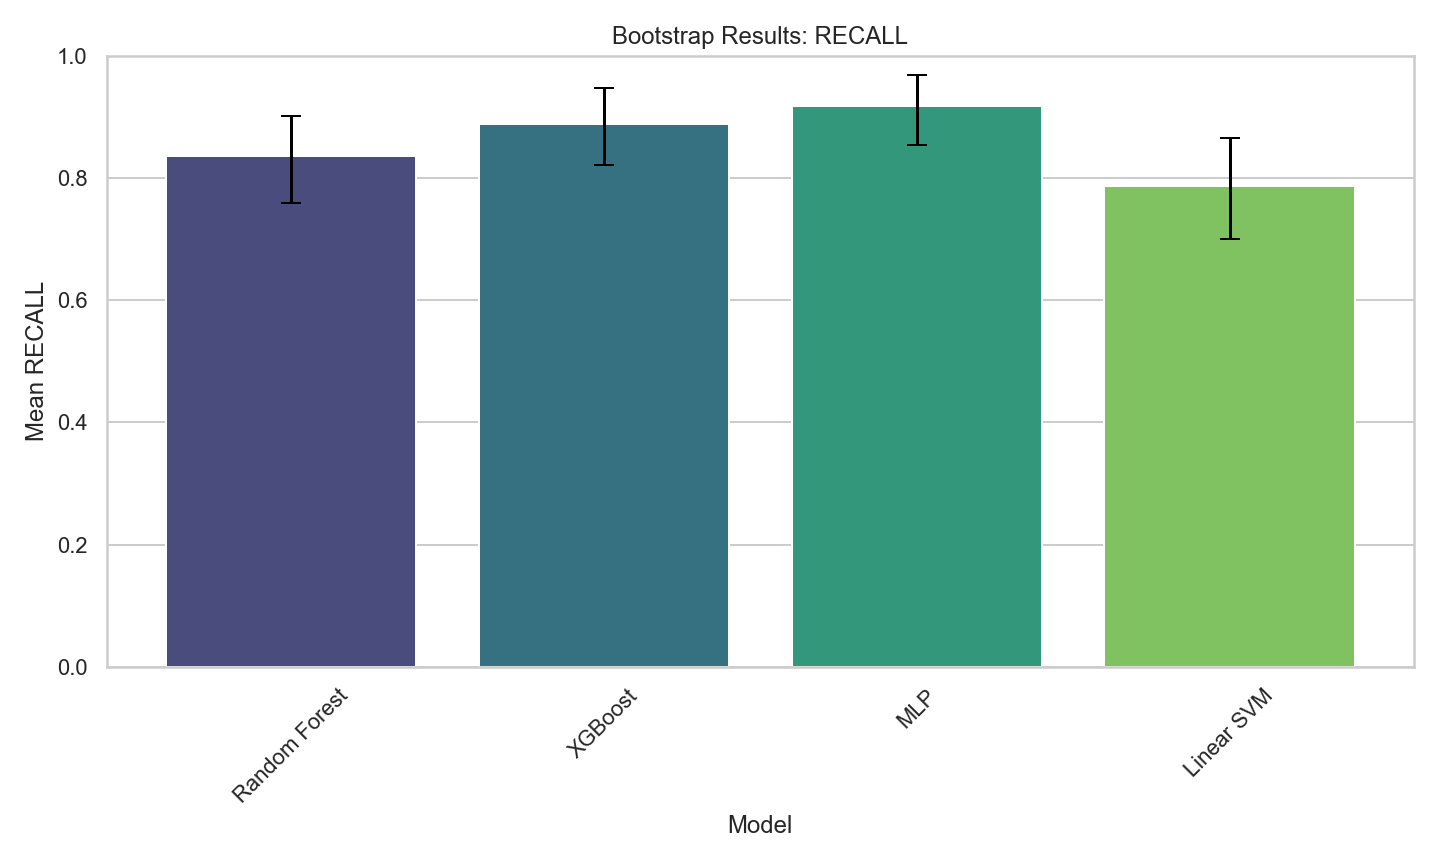 Bootstrap Results: RECALL
1.0
0.8
0.6
0.4
0.2
0.0
Mean RECALL
Random Forest
XGBoost
MLP
Linear SVM
Model